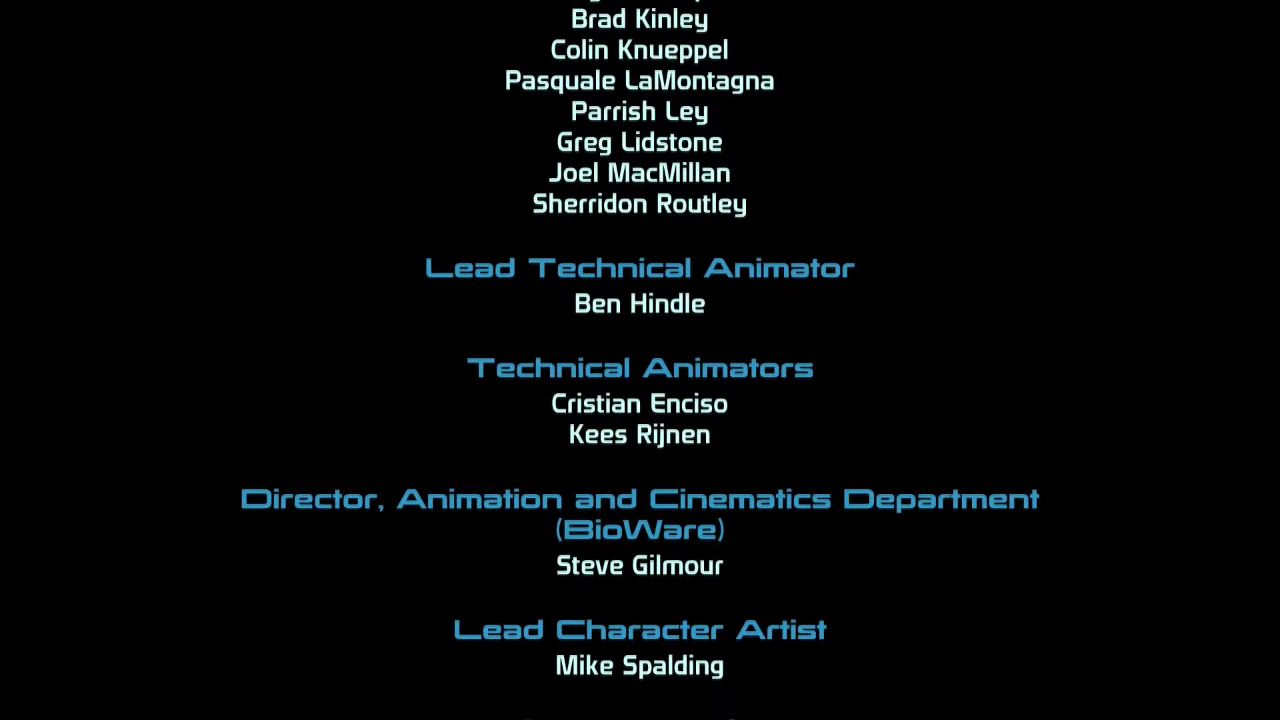 Brad Kinley
Colin Knueppel
Pasquale LaMontagna
Parrish Ley
Greg Lidstone
Joel MacMillan
Sherridon Routley
Lead Technical Animator
Ben Hindle
Technical Animators
Cristian Enciso
Kees Rijnen
Director, Animation and Cinematics Department
(BioWare)
Steve Gilmour
Lead Character Artist
Mike Spalding